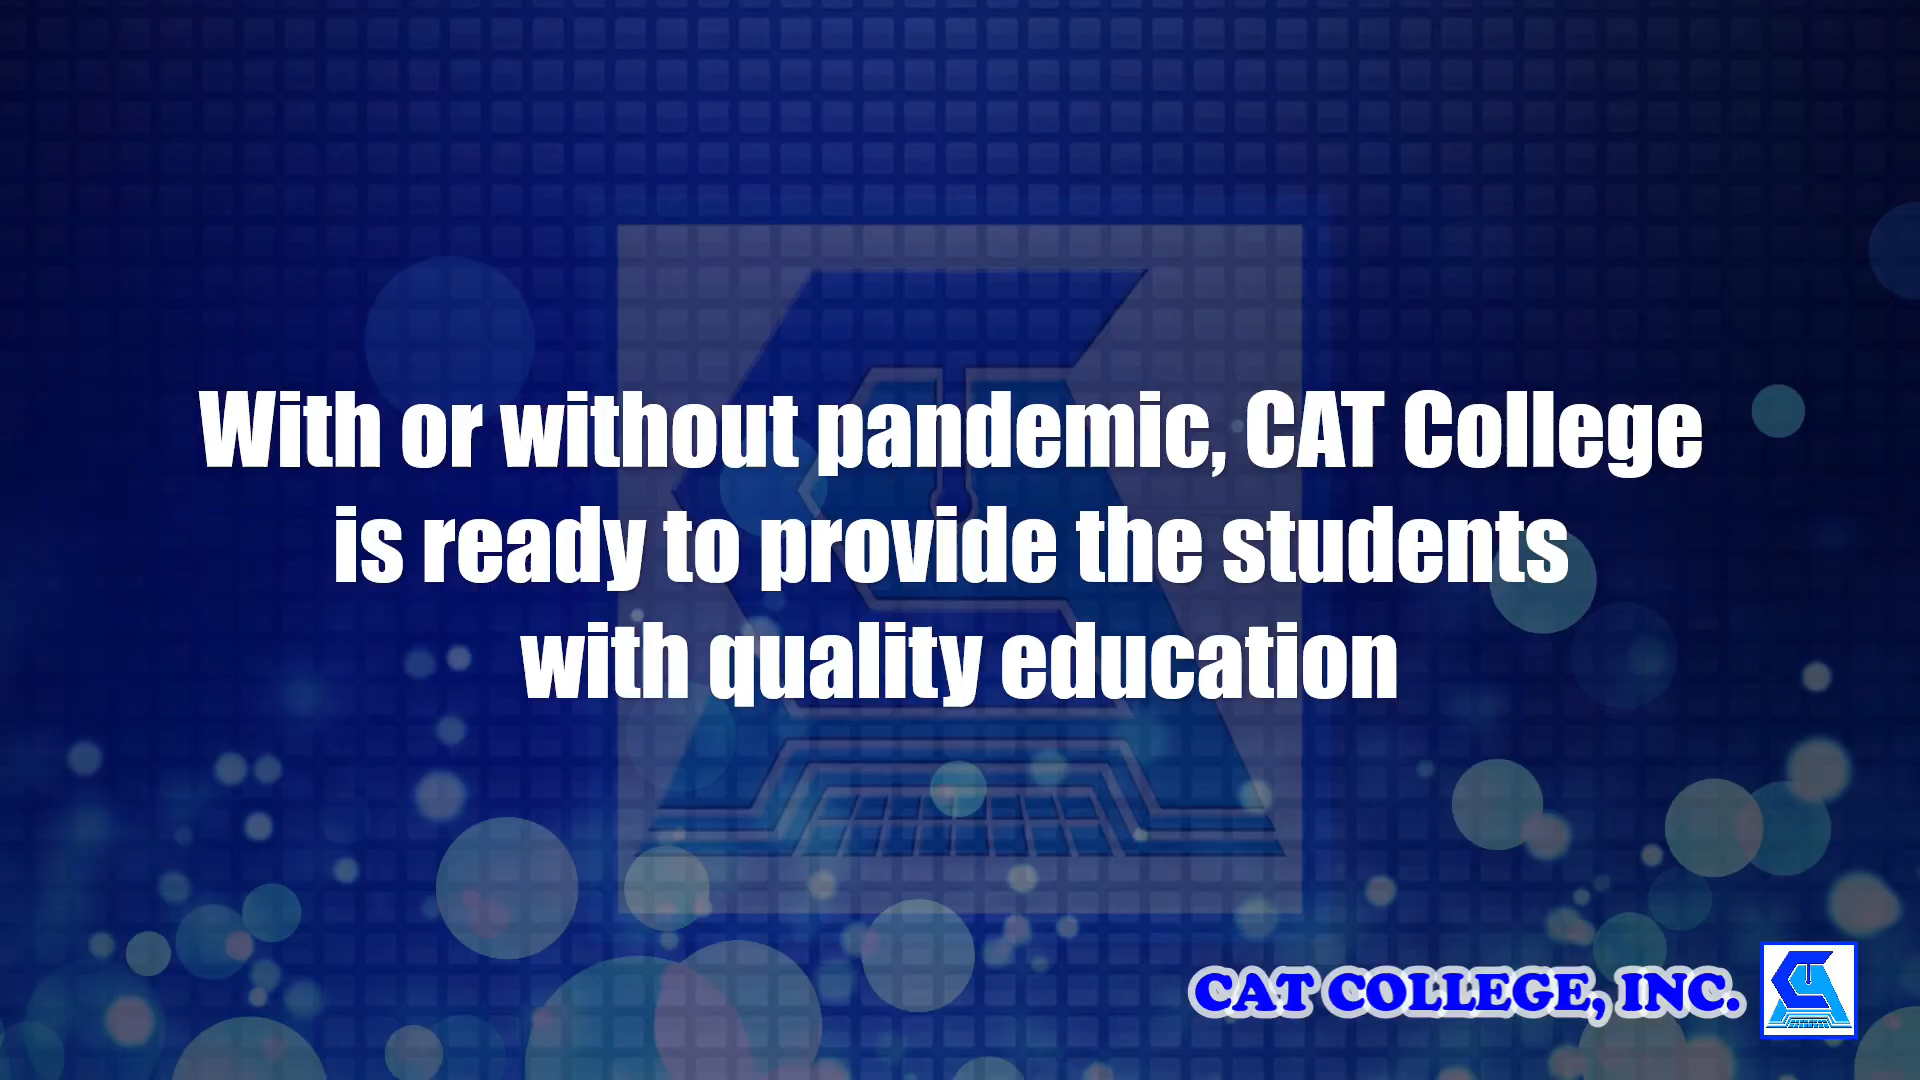 With or without pandemic, CAT College
is ready to provide the students
with quality education
CAT COLLEGE, INC.